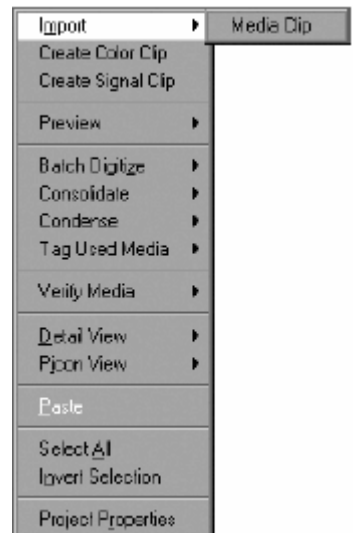 Import
Media Clip
Create Color Clip
Create Signal Clip
Preview
Batch Digitize
Consolidate
Condense
Tag Used Media
Verify Media
Detail View
Picon View
Paste
Select All
Invert Selection
Project Properties